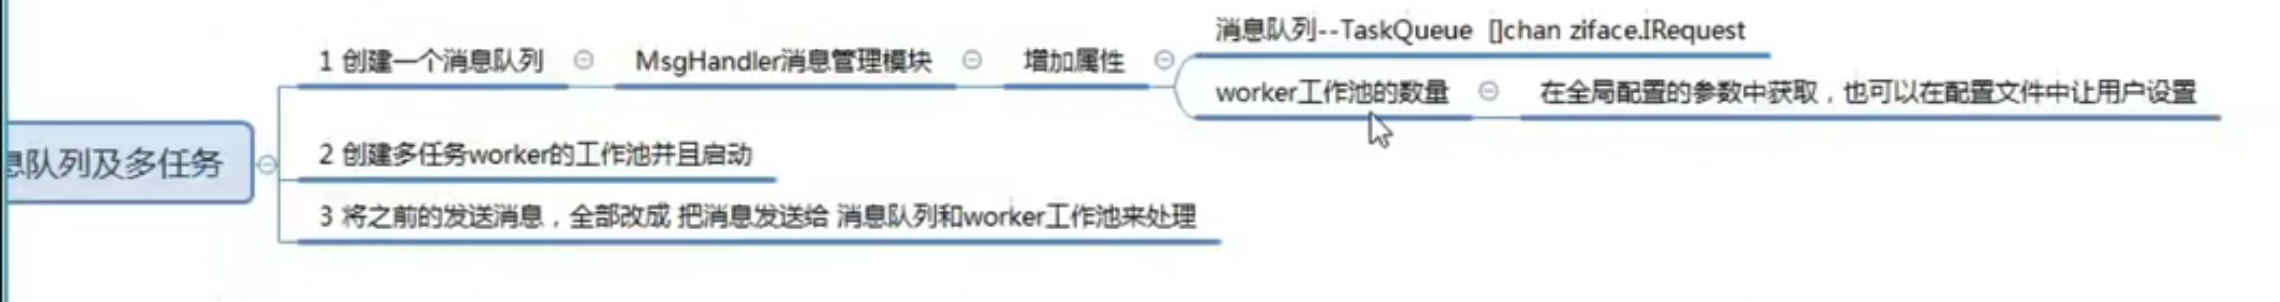 消息队列--TaskQueue []chan ziface.IRequest
1 创建一个消息队列 MsgHandler消息管理模块 增加属性
worker工作池的数量 在全局配置的参数中获取，也可以在配置文件中让用户设置
2 创建多任务worker的工作池并且启动
息队列及多任务
3 将之前的发送消息，全部改成 把消息发送给 消息队列和worker工作池来处理